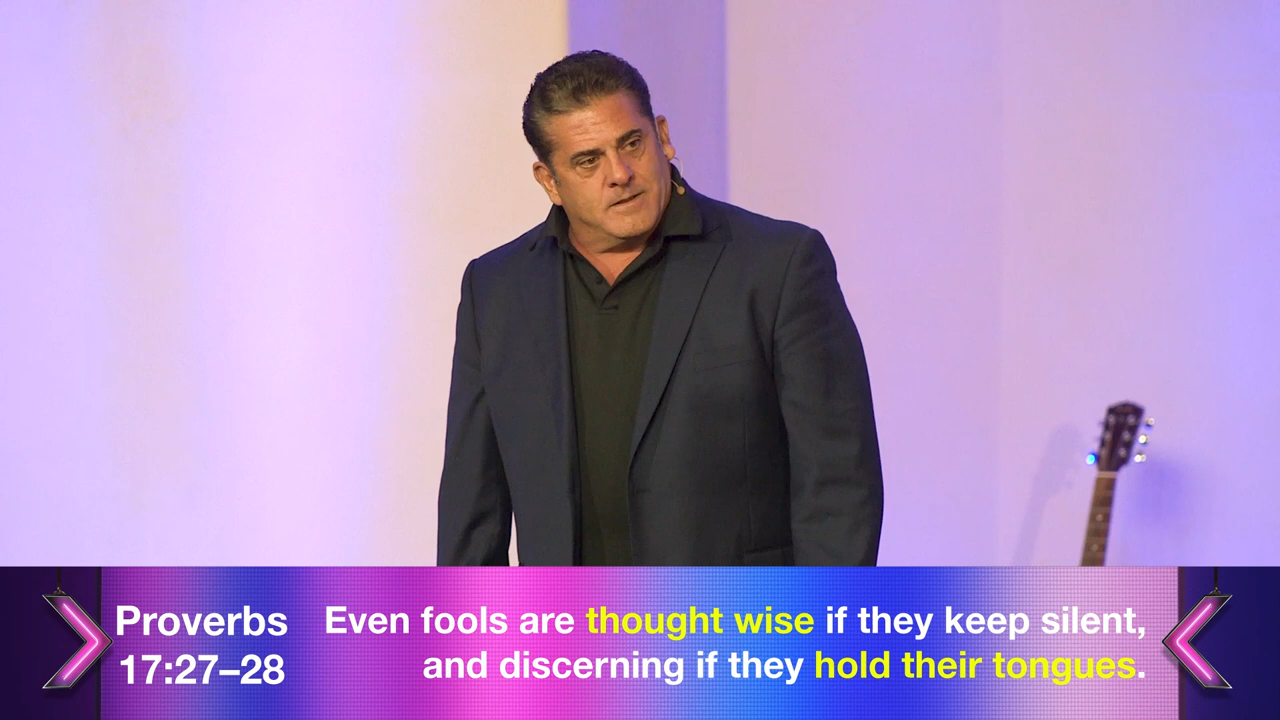 Proverbs
17:27–28
Even fools are thought wise if they keep silent,
and discerning if they hold their tongues.